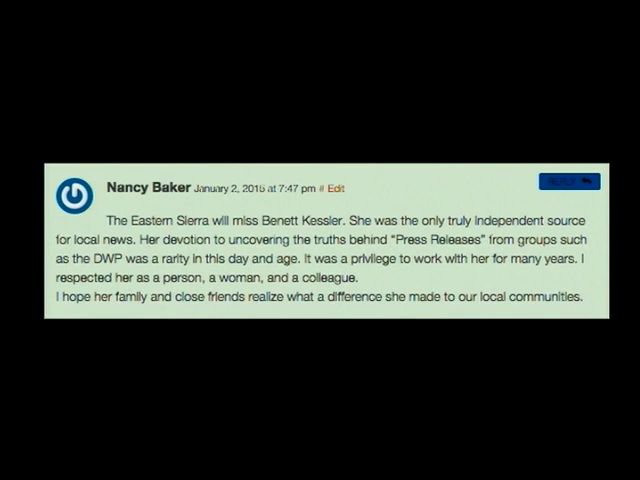 Nancy Baker January 2, 2015 at 7:47 pm # Edit
REPLY
The Eastern Sierra will miss Benett Kessler. She was the only truly independent source
for local news. Her devotion to uncovering the truths behind “Press Releases” from groups such
as the DWP was a rarity in this day and age. It was a privilege to work with her for many years. I
respected her as a person, a woman, and a colleague.
I hope her family and close friends realize what a difference she made to our local communities.